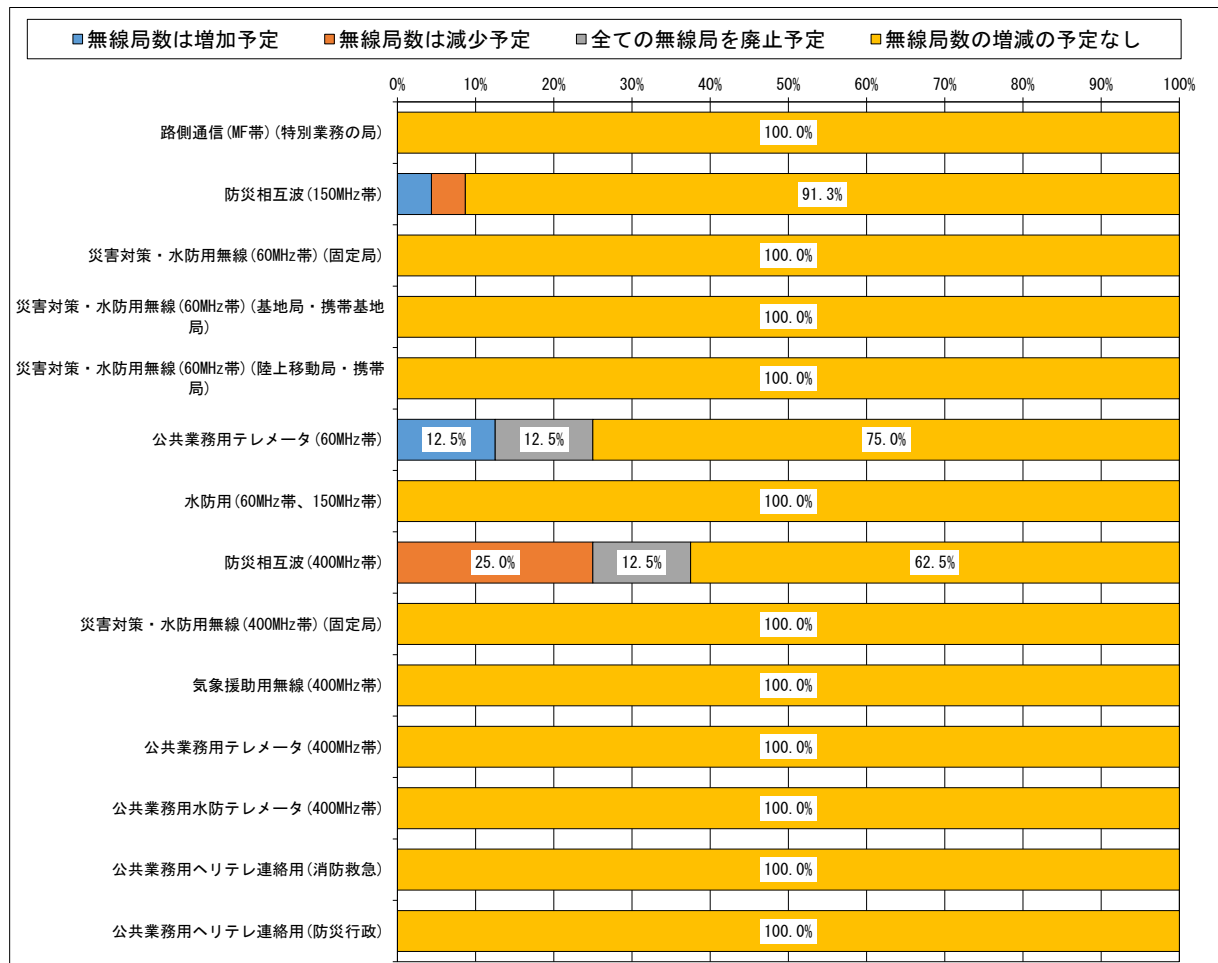 ■無線局数は増加予定 ■無線局数は減少予定 ■全ての無線局を廃止予定 ■無線局数の増減の予定なし
0% 10% 20% 30% 40% 50% 60% 70% 80% 90% 100%
路側通信(MF帯)(特別業務の局) 100.0%
防災相互波(150MHz帯) 91.3%
災害対策・水防用無線(60MHz帯)(固定局) 100.0%
災害対策・水防用無線(60MHz帯)(基地局・携帯基地
局) 100.0%
災害対策・水防用無線(60MHz帯)(陸上移動局・携帯
局) 100.0%
公共業務用テレメータ(60MHz帯) 12.5% 12.5% 75.0%
水防用(60MHz帯、150MHz帯) 100.0%
防災相互波(400MHz帯) 25.0% 12.5% 62.5%
災害対策・水防用無線(400MHz帯)(固定局) 100.0%
気象援助用無線(400MHz帯) 100.0%
公共業務用テレメータ(400MHz帯) 100.0%
公共業務用水防テレメータ(400MHz帯) 100.0%
公共業務用ヘリテレ連絡用(消防救急) 100.0%
公共業務用ヘリテレ連絡用(防災行政) 100.0%